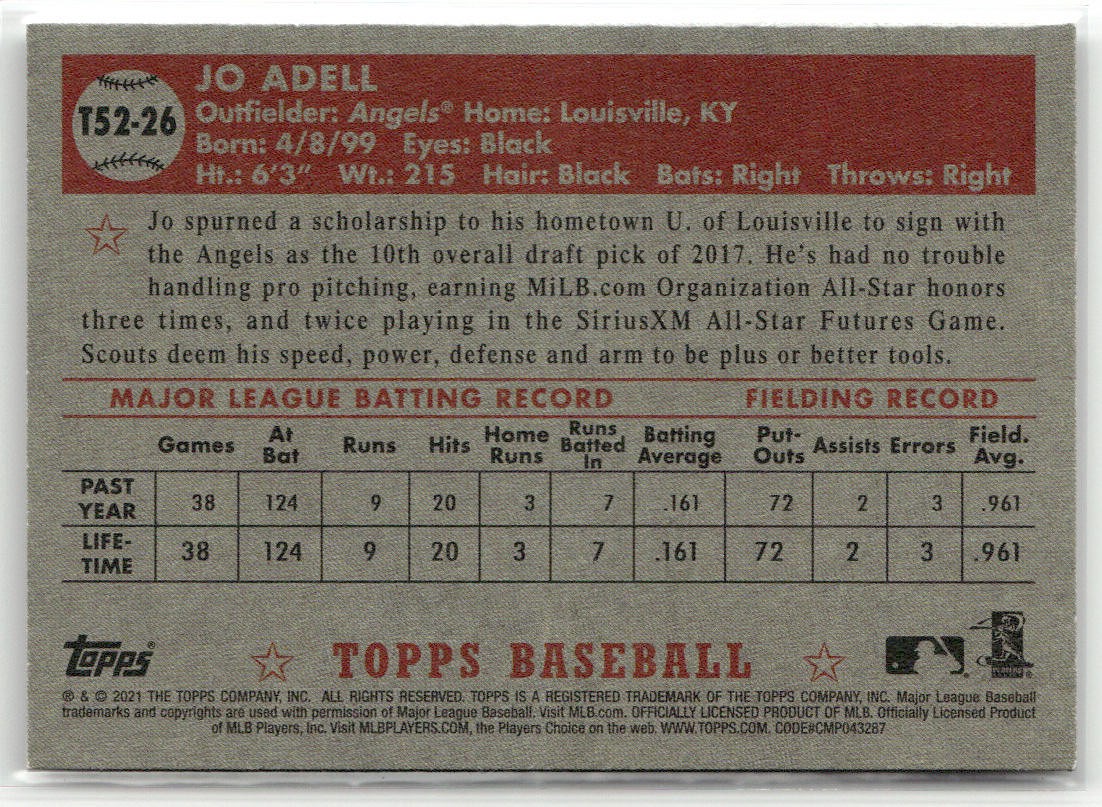 T52-26
JO ADELL
Outfielder: Angels® Home: Louisville, KY
Born: 4/8/99 Eyes: Black
Ht.: 6'3" Wt.: 215 Hair: Black Bats: Right Throws: Right
Jo spurned a scholarship to his hometown U. of Louisville to sign with
the Angels as the 10th overall draft pick of 2017. He's had no trouble
handling pro pitching, earning MiLB.com Organization All-Star honors
three times, and twice playing in the SiriusXM All-Star Futures Game.
Scouts deem his speed, power, defense and arm to be plus or better tools.
MAJOR LEAGUE BATTING RECORD FIELDING RECORD
Games At Bat Runs Hits Home Runs Runs Batted In Batting Average Put-Outs Assists Errors Field. Avg.
PAST YEAR 38 124 9 20 3 7 .161 72 2 3 .961
LIFE-TIME 38 124 9 20 3 7 .161 72 2 3 .961
Topps® TOPPS BASEBALL
® & © 2021 THE TOPPS COMPANY, INC. ALL RIGHTS RESERVED. TOPPS IS A REGISTERED TRADEMARK OF THE TOPPS COMPANY, INC. Major League Baseball
trademarks and copyrights are used with permission of Major League Baseball. Visit MLB.com. OFFICIALLY LICENSED PRODUCT OF MLB. Officially Licensed Product
of MLB Players, Inc. Visit MLBPLAYERS.COM, the Players Choice on the web. WWW.TOPPS.COM. CODE#CMP043287